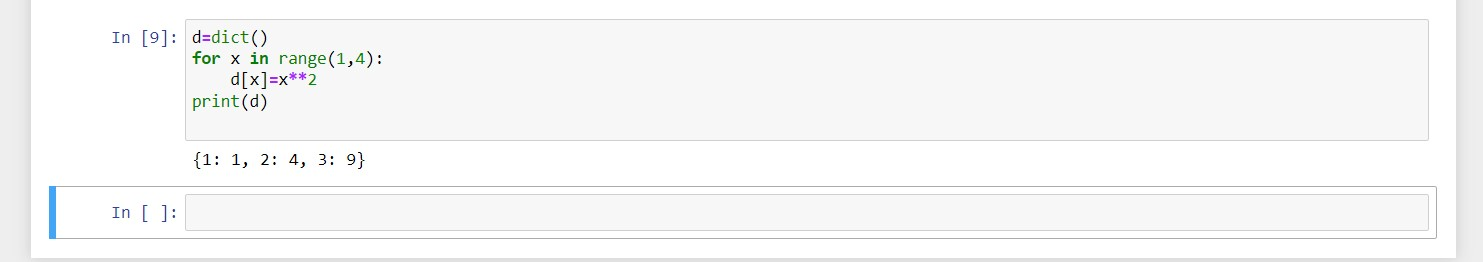 In [9]: d=dict()
for x in range(1,4):
    d[x]=x**2
print(d)
{1: 1, 2: 4, 3: 9}
In [ ]: